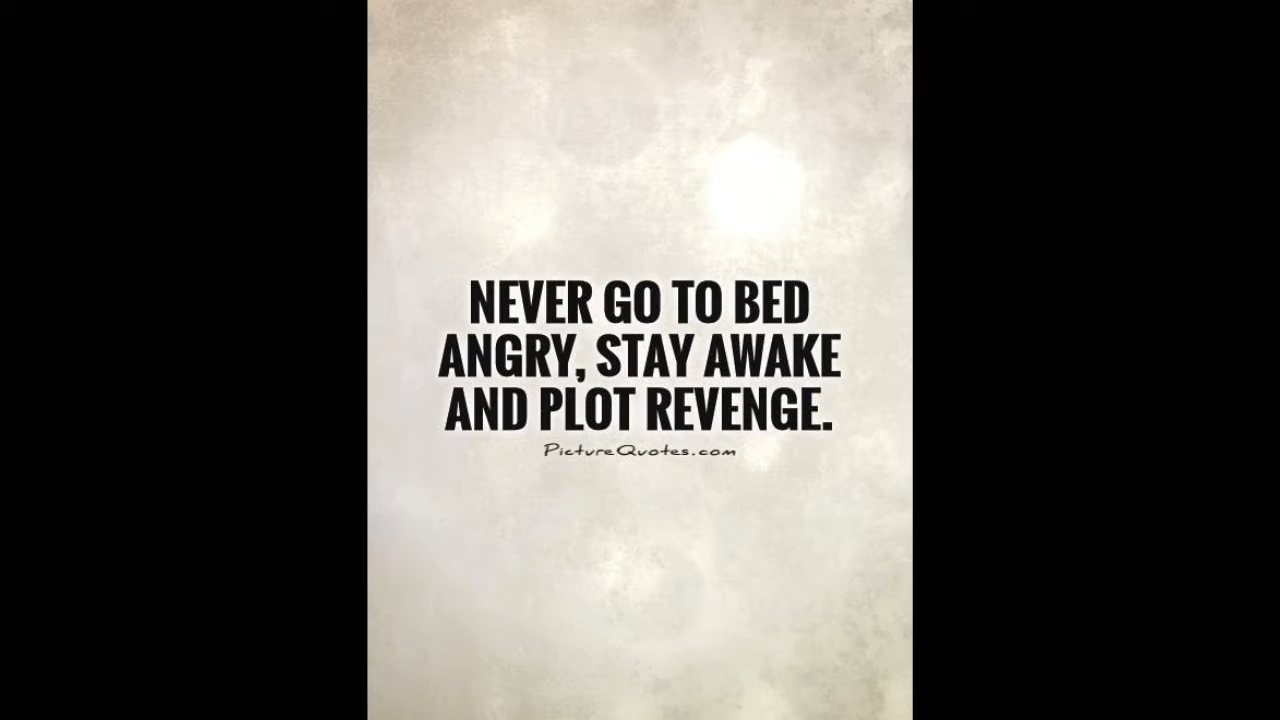 NEVER GO TO BED
ANGRY, STAY AWAKE
AND PLOT REVENGE.
PictureQuotes.com